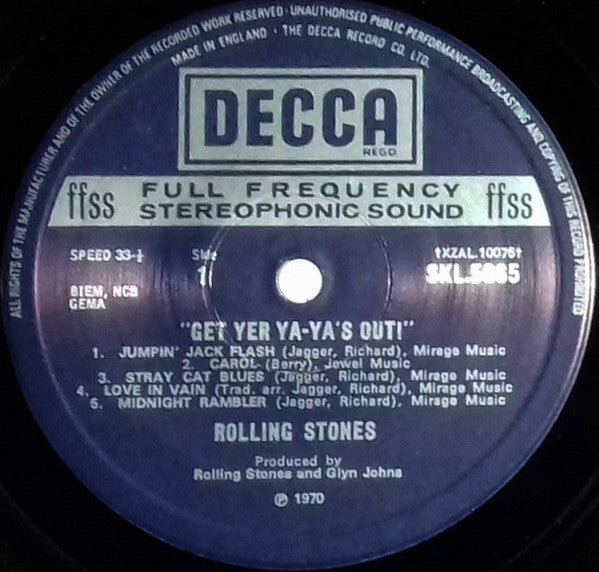 ALL RIGHTS OF THE MANUFACTURER AND OF THE OWNER OF THE RECORDED WORK RESERVED · UNAUTHORISED PUBLIC PERFORMANCE BROADCASTING AND COPYING OF THIS RECORD PROHIBITED
MADE IN ENGLAND · THE DECCA RECORD CO. LTD.
DECCA
REGD
ffss FULL FREQUENCY ffss
STEREOPHONIC SOUND
SPEED 33-⅓ Side †XZAL.10076†
1 SKL.5065
BIEM, NCB
GEMA
"GET YER YA-YA'S OUT!"
1. JUMPIN' JACK FLASH (Jagger, Richard), Mirage Music
2. CAROL (Berry), Jewel Music
3. STRAY CAT BLUES (Jagger, Richard), Mirage Music
4. LOVE IN VAIN (Trad. arr. Jagger, Richard), Mirage Music
5. MIDNIGHT RAMBLER (Jagger, Richard), Mirage Music
ROLLING STONES
Produced by
Rolling Stones and Glyn Johns
℗ 1970